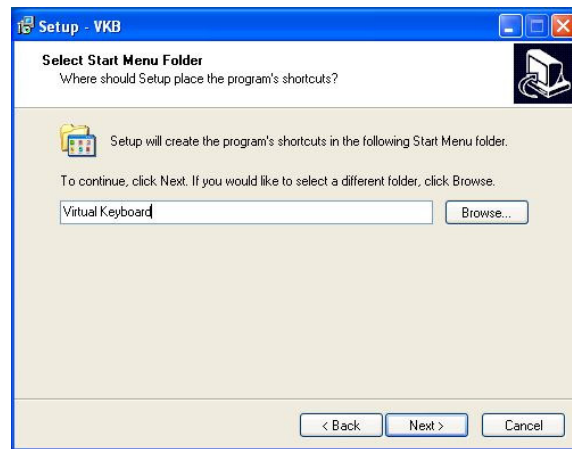 Setup - VKB
Select Start Menu Folder
Where should Setup place the program's shortcuts?
Setup will create the program's shortcuts in the following Start Menu folder.
To continue, click Next. If you would like to select a different folder, click Browse.
Virtual Keyboard
Browse...
< Back
Next >
Cancel